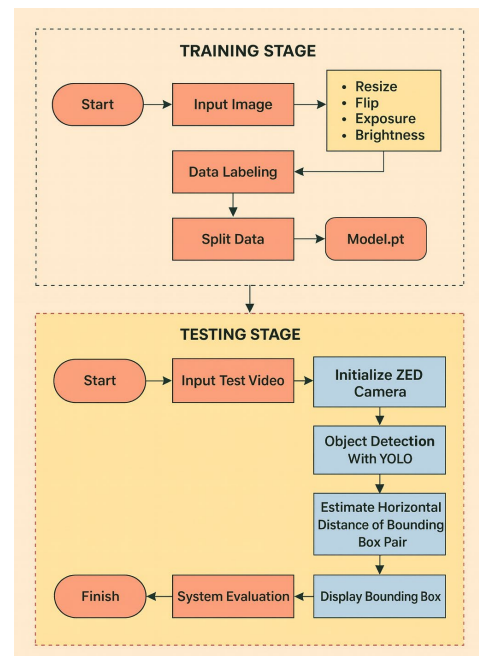 TRAINING STAGE
Start
Input Image
• Resize
• Flip
• Exposure
• Brightness
Data Labeling
Split Data
Model.pt
TESTING STAGE
Start
Input Test Video
Initialize ZED
Camera
Object Detection
With YOLO
Estimate Horizontal
Distance of Bounding
Box Pair
Display Bounding Box
System Evaluation
Finish